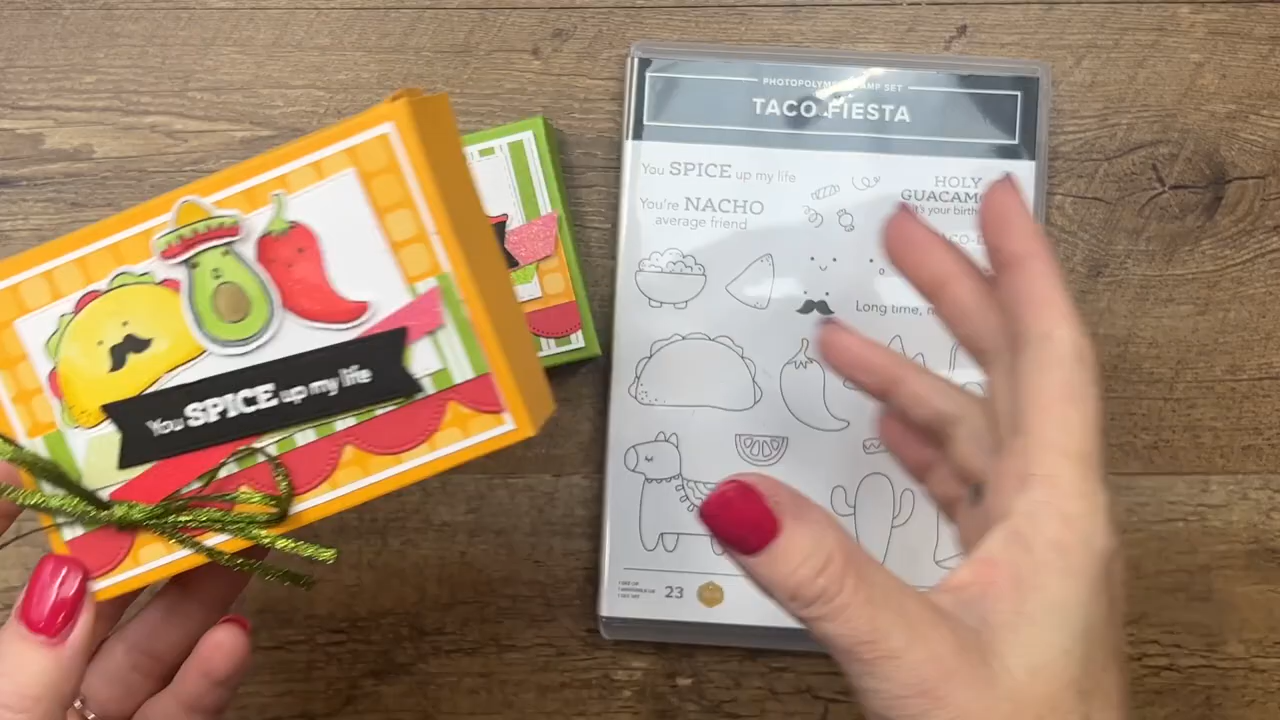 PHOTOPOLYMER STAMP SET
TACO FIESTA
You SPICE up my life
You're NACHO
average friend
HOLY
Long time,
23
You SPICE up my life